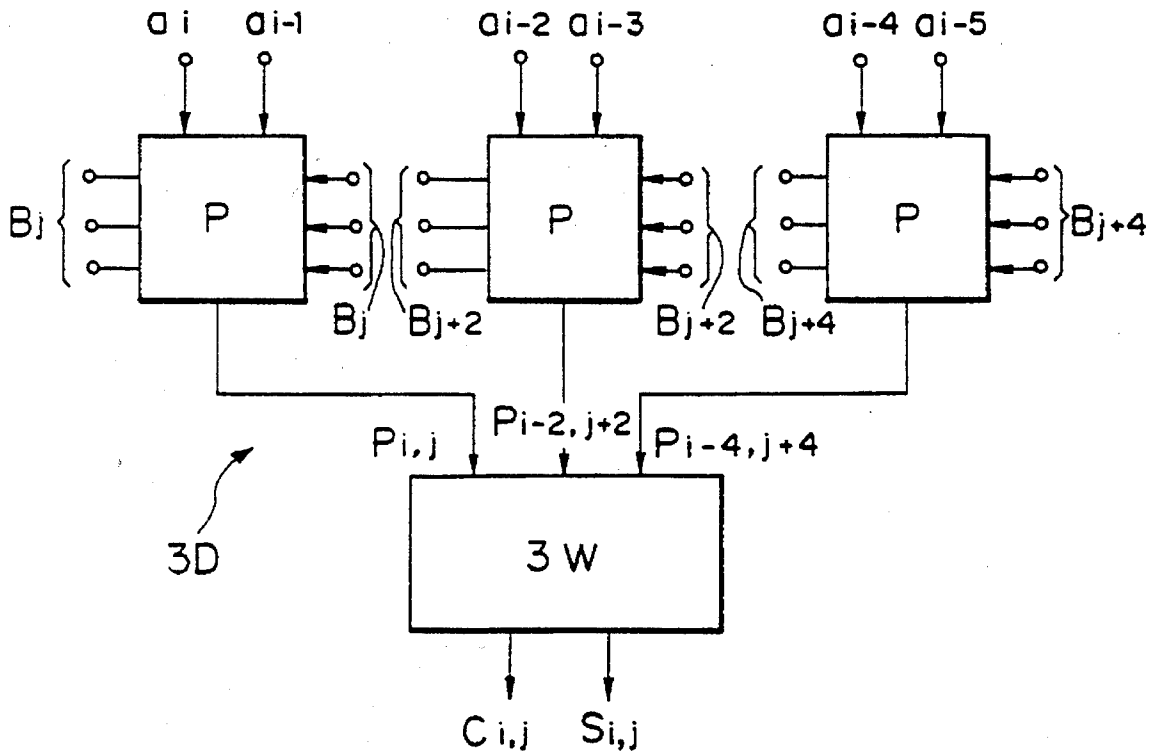 ai ai-1 ai-2 ai-3 ai-4 ai-5
Bj P P P Bj+4
Bj Bj+2 Bj+2 Bj+4
Pi,j Pi-2,j+2 Pi-4,j+4
3D 3W
Ci,j Si,j